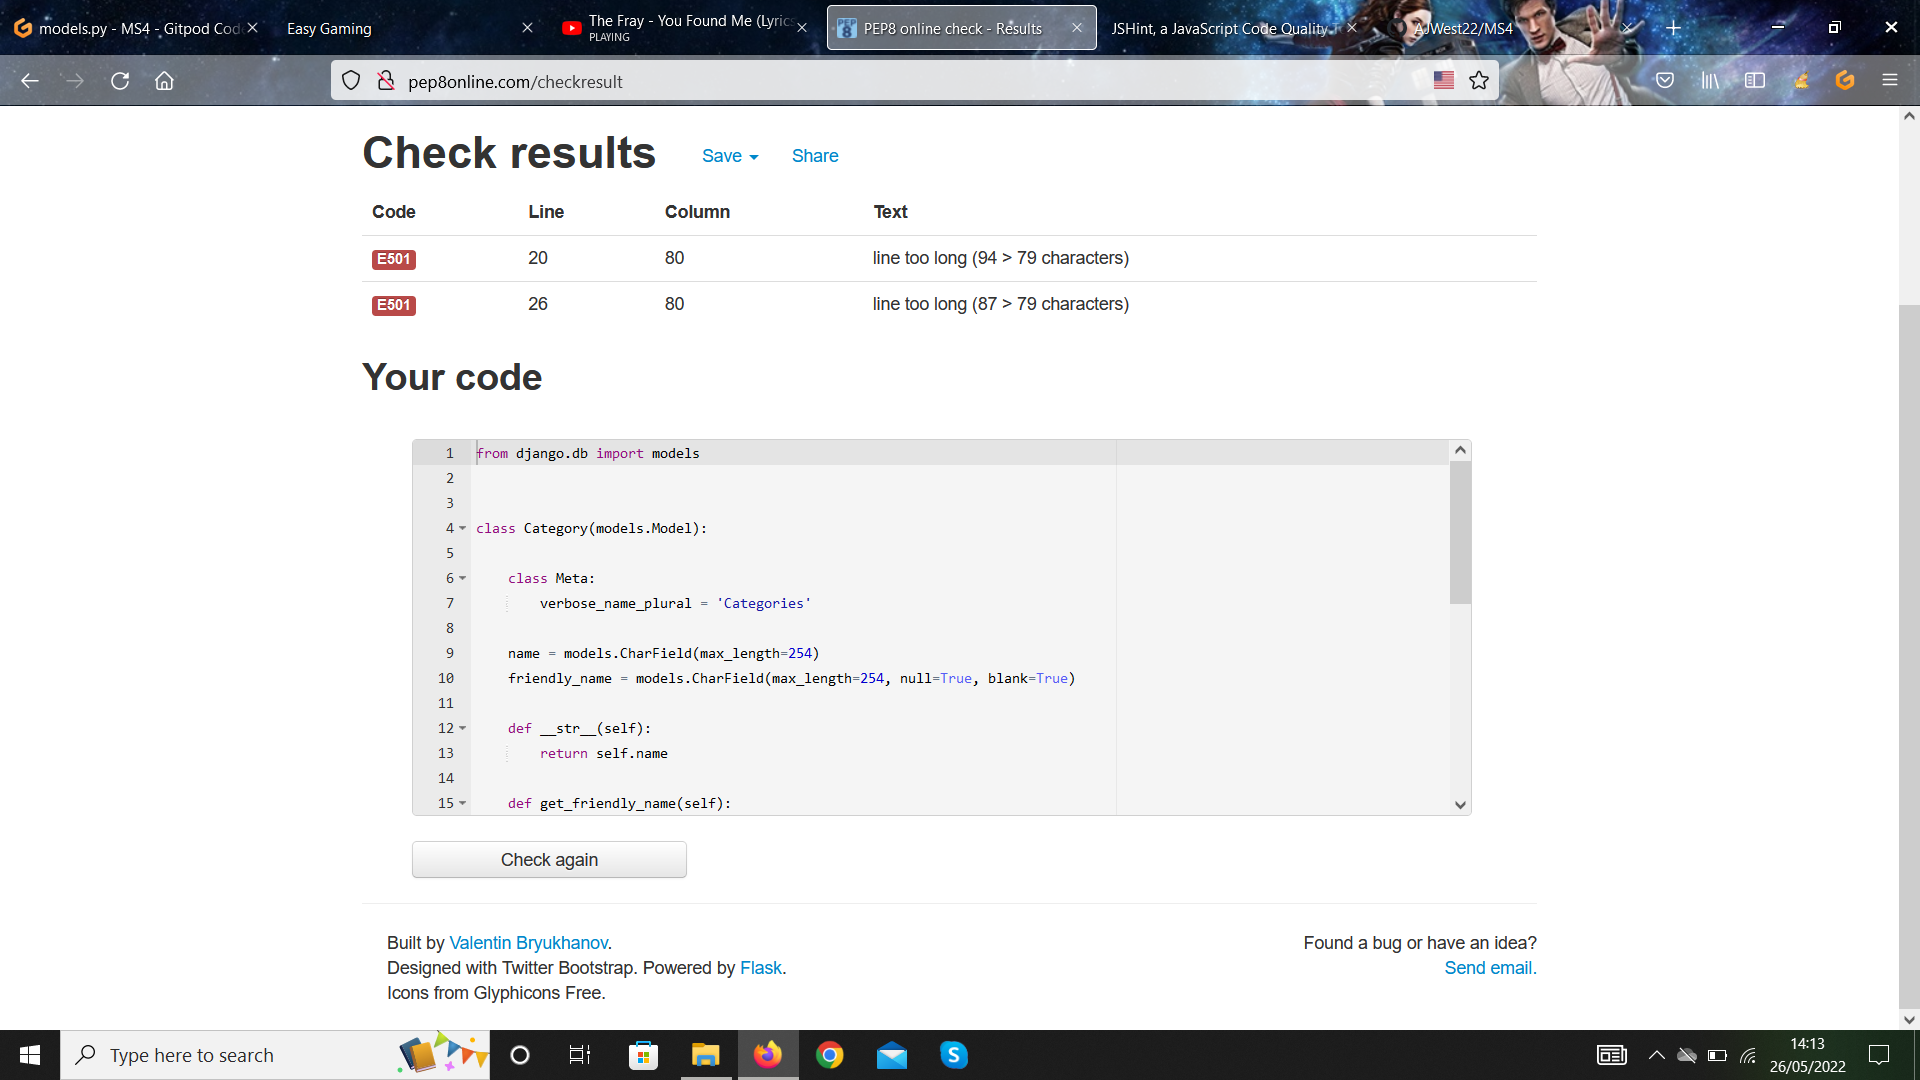 models.py - MS4 - Gitpod Cod
Easy Gaming
The Fray - You Found Me (Lyrics
PLAYING
PEP8 online check - Results
JSHint, a JavaScript Code Quality T
AJWest22/MS4
pep8online.com/checkresult
Check results
Save
Share
Code Line Column Text
E501 20 80 line too long (94 > 79 characters)
E501 26 80 line too long (87 > 79 characters)
Your code
1 from django.db import models
2
3
4 class Category(models.Model):
5
6 class Meta:
7 verbose_name_plural = 'Categories'
8
9 name = models.CharField(max_length=254)
10 friendly_name = models.CharField(max_length=254, null=True, blank=True)
11
12 def __str__(self):
13 return self.name
14
15 def get_friendly_name(self):
Check again
Built by Valentin Bryukhanov.
Designed with Twitter Bootstrap. Powered by Flask.
Icons from Glyphicons Free.
Found a bug or have an idea?
Send email.
Type here to search
14:13
26/05/2022